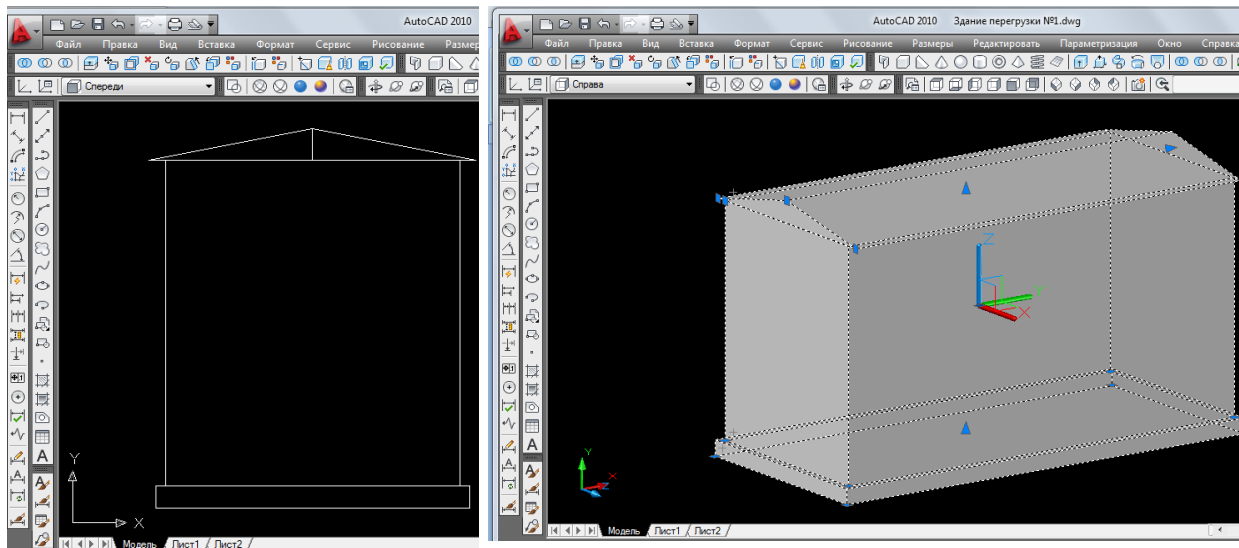 AutoCAD 2010
Файл Правка Вид Вставка Формат Сервис Рисование Размер
Спереди
Y
X
Модель Лист1 Лист2
AutoCAD 2010 Здание перегрузки №1.dwg
Файл Правка Вид Вставка Формат Сервис Рисование Размеры Редактировать Параметризация Окно Справка
Справа
Z
X
Y
X
Z
Модель Лист1 Лист2